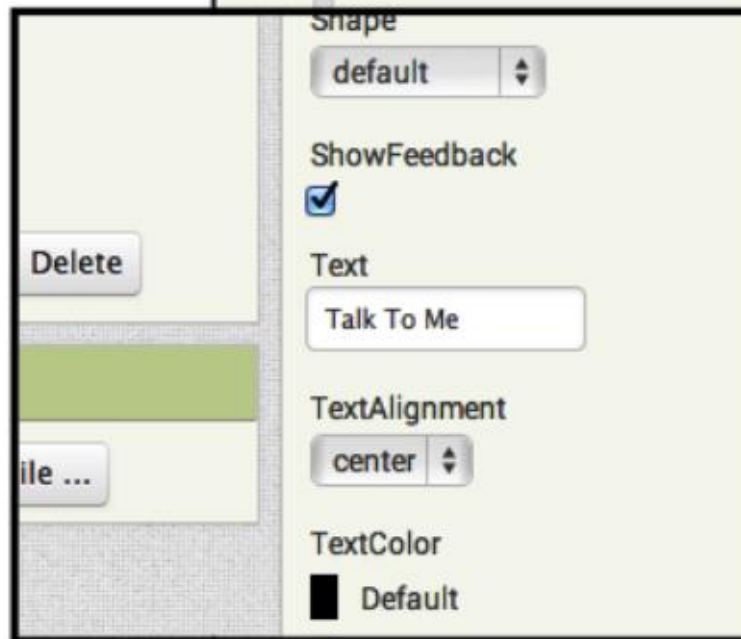 Shape
default
ShowFeedback
Delete
Text
Talk To Me
TextAlignment
center
ile ...
TextColor
Default